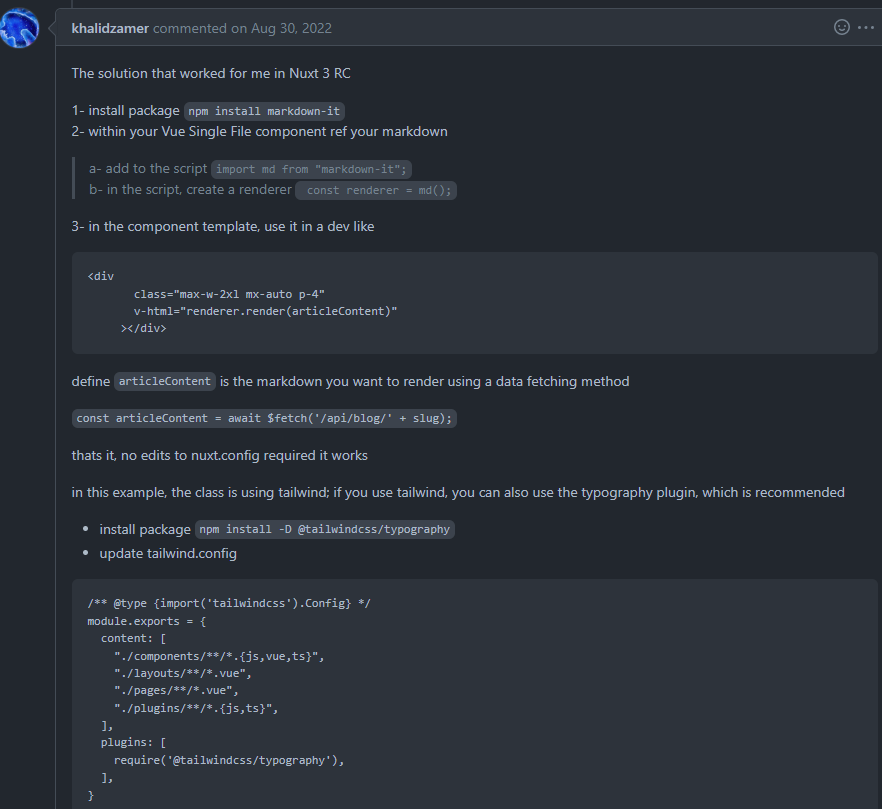 khalidzamer commented on Aug 30, 2022
The solution that worked for me in Nuxt 3 RC
1- install package npm install markdown-it
2- within your Vue Single File component ref your markdown
a- add to the script import md from "markdown-it";
b- in the script, create a renderer const renderer = md();
3- in the component template, use it in a dev like
<div
class="max-w-2xl mx-auto p-4"
v-html="renderer.render(articleContent)"
></div>
define articleContent is the markdown you want to render using a data fetching method
const articleContent = await $fetch('/api/blog/' + slug);
thats it, no edits to nuxt.config required it works
in this example, the class is using tailwind; if you use tailwind, you can also use the typography plugin, which is recommended
• install package npm install -D @tailwindcss/typography
• update tailwind.config
/** @type {import('tailwindcss').Config} */
module.exports = {
content: [
"./components/**/*.{js,vue,ts}",
"./layouts/**/*.vue",
"./pages/**/*.vue",
"./plugins/**/*.{js,ts}",
],
plugins: [
require('@tailwindcss/typography'),
],
}